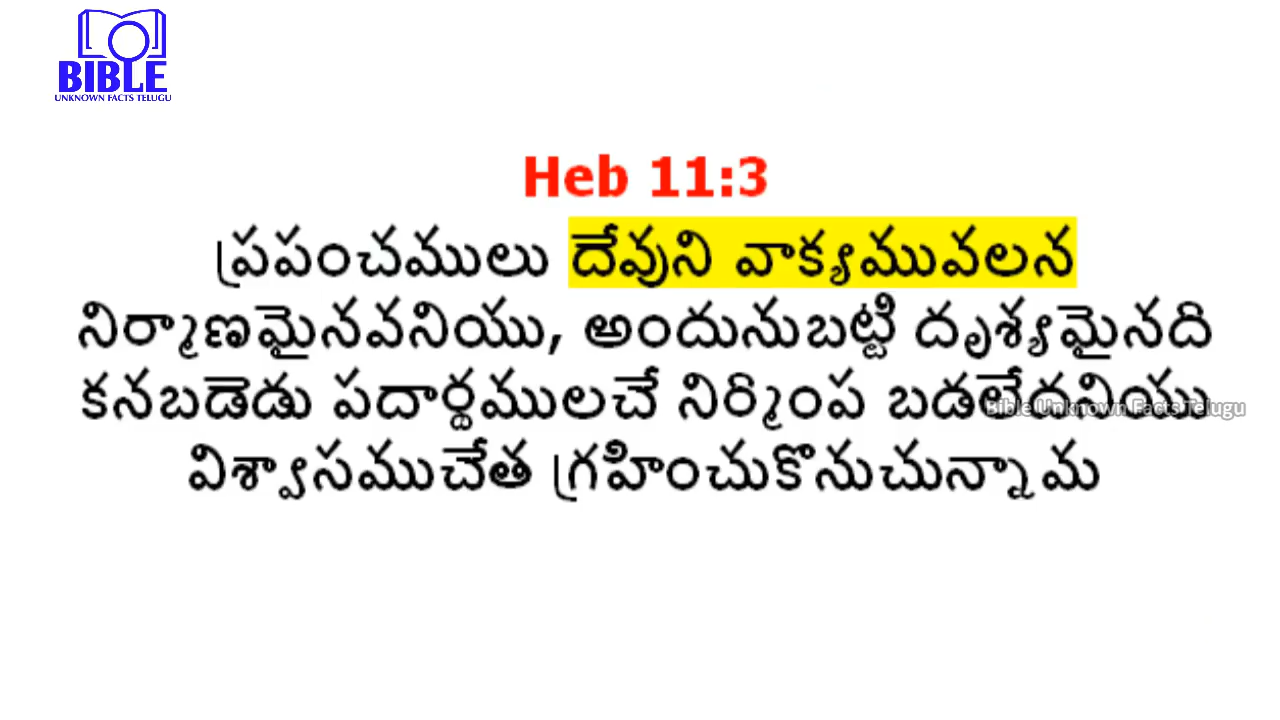 BIBLE
UNKNOWN FACTS TELUGU
Heb 11:3
ప్రపంచములు దేవుని వాక్యమువలన
నిర్మాణమైనవనియు, అందునుబట్టి దృశ్యమైనది
కనబడెడు పదార్థములచే నిర్మింప బడలేదనియు
Bible Unknown Facts Telugu
విశ్వాసముచేత గ్రహించుకొనుచున్నామ